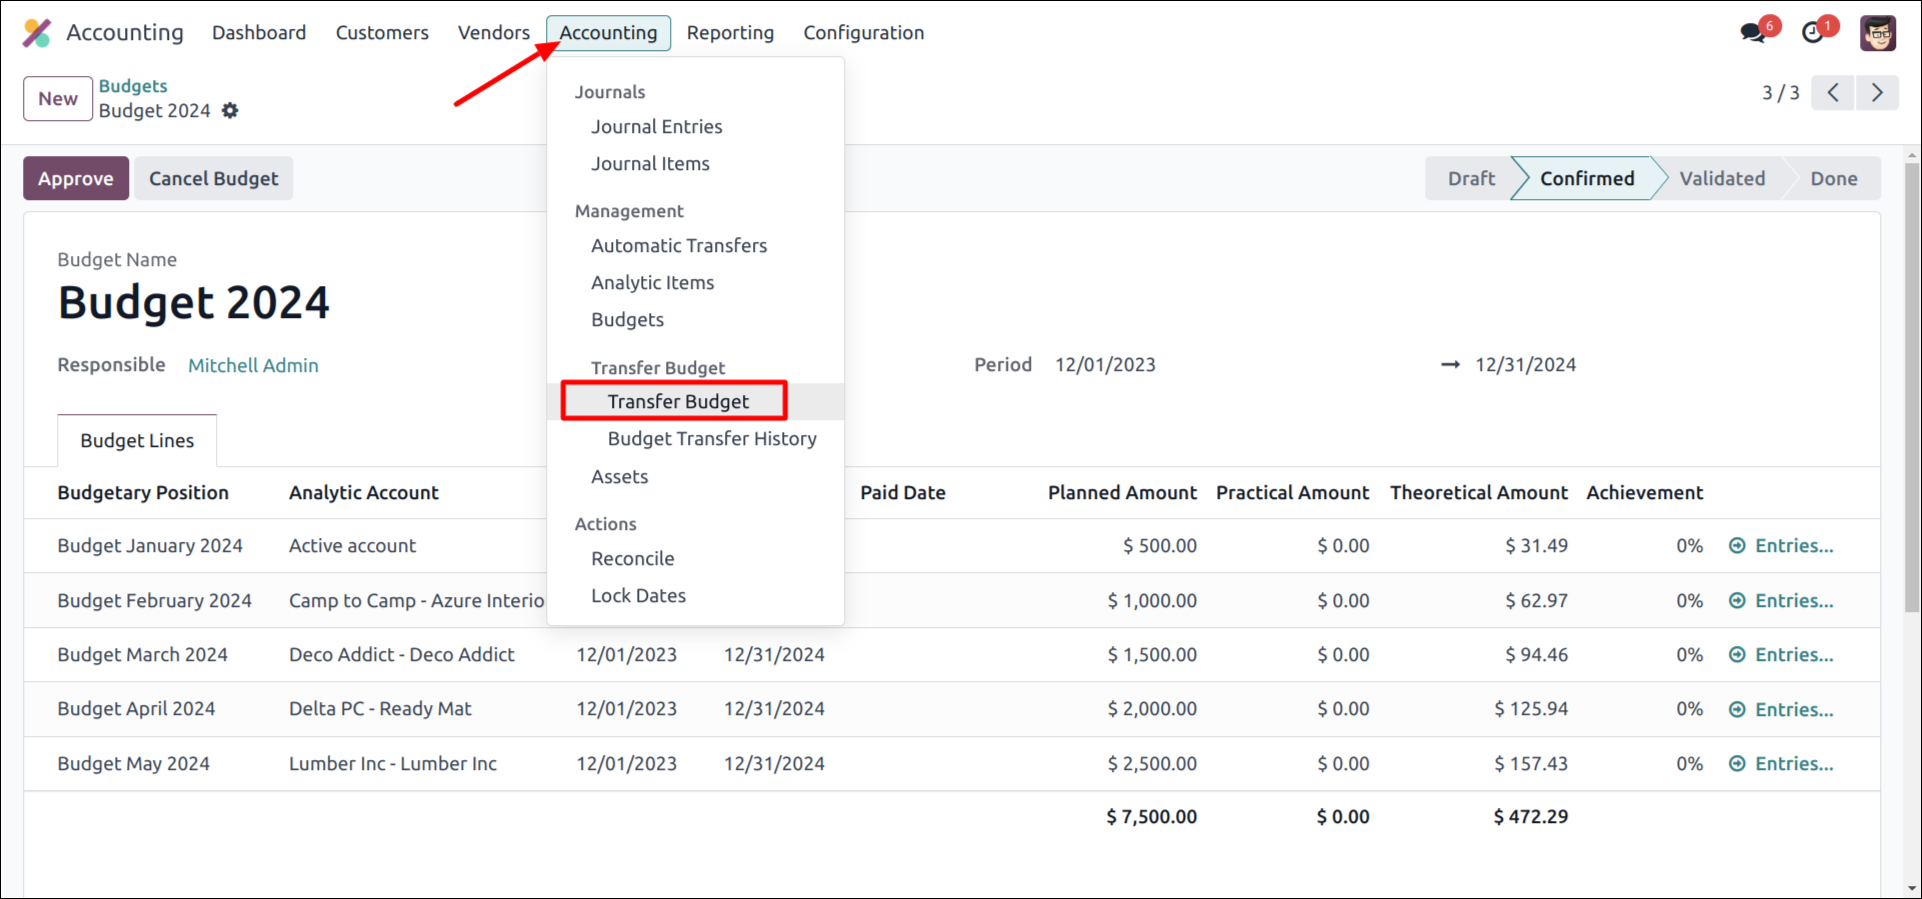 Accounting Dashboard Customers Vendors Accounting Reporting Configuration 6 1
New Budgets
Budget 2024
3 / 3
Journals
Journal Entries
Journal Items
Management
Automatic Transfers
Analytic Items
Budgets
Transfer Budget
Transfer Budget
Budget Transfer History
Assets
Actions
Reconcile
Lock Dates
Approve Cancel Budget Draft Confirmed Validated Done
Budget Name
Budget 2024
Responsible Mitchell Admin Period 12/01/2023 → 12/31/2024
Budget Lines
Budgetary Position Analytic Account Paid Date Planned Amount Practical Amount Theoretical Amount Achievement
Budget January 2024 Active account $ 500.00 $ 0.00 $ 31.49 0% Entries...
Budget February 2024 Camp to Camp - Azure Interio $ 1,000.00 $ 0.00 $ 62.97 0% Entries...
Budget March 2024 Deco Addict - Deco Addict 12/01/2023 12/31/2024 $ 1,500.00 $ 0.00 $ 94.46 0% Entries...
Budget April 2024 Delta PC - Ready Mat 12/01/2023 12/31/2024 $ 2,000.00 $ 0.00 $ 125.94 0% Entries...
Budget May 2024 Lumber Inc - Lumber Inc 12/01/2023 12/31/2024 $ 2,500.00 $ 0.00 $ 157.43 0% Entries...
$ 7,500.00 $ 0.00 $ 472.29